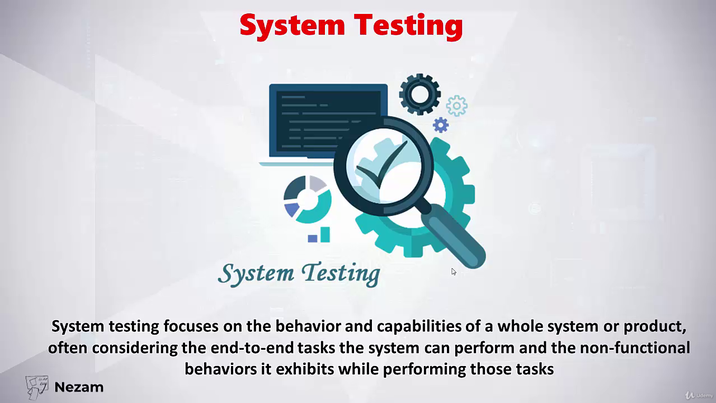 System Testing
System Testing
System testing focuses on the behavior and capabilities of a whole system or product,
often considering the end-to-end tasks the system can perform and the non-functional
behaviors it exhibits while performing those tasks
Nezam
Udemy